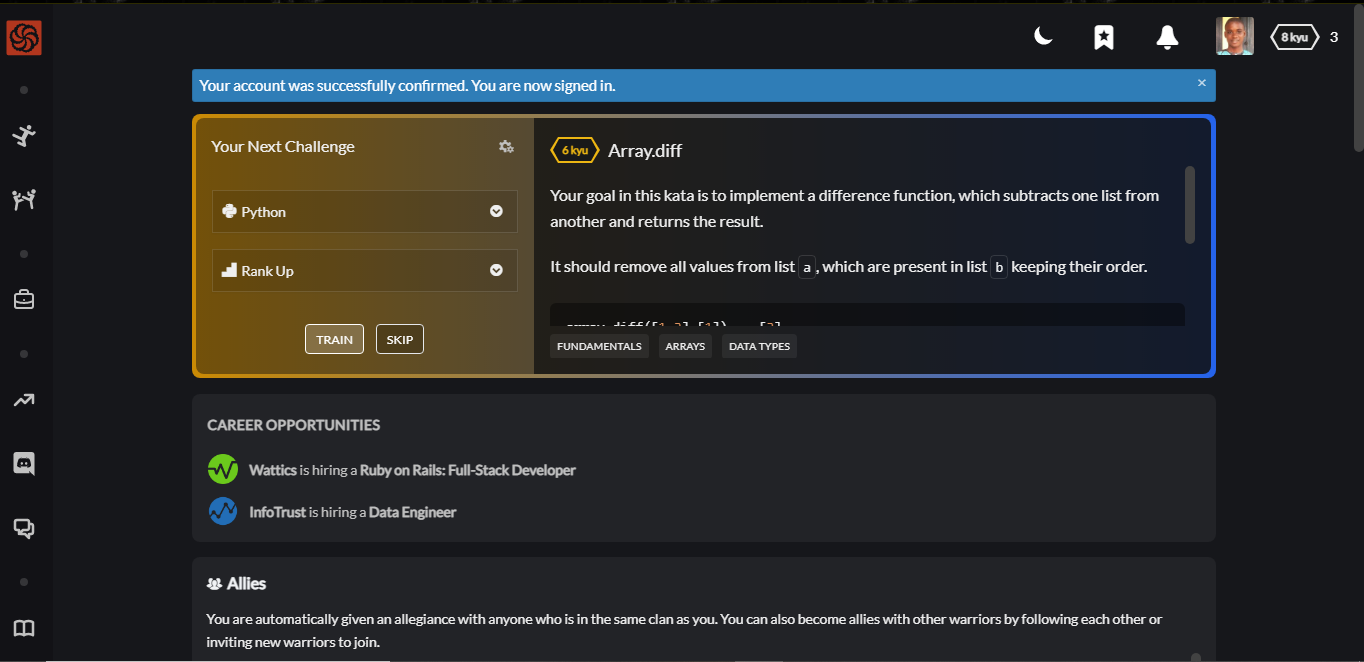 8 kyu 3
Your account was successfully confirmed. You are now signed in. ×
Your Next Challenge
Python
Rank Up
TRAIN SKIP
6 kyu Array.diff
Your goal in this kata is to implement a difference function, which subtracts one list from
another and returns the result.
It should remove all values from list a, which are present in list b keeping their order.
FUNDAMENTALS ARRAYS DATA TYPES
CAREER OPPORTUNITIES
Wattics is hiring a Ruby on Rails: Full-Stack Developer
InfoTrust is hiring a Data Engineer
Allies
You are automatically given an allegiance with anyone who is in the same clan as you. You can also become allies with other warriors by following each other or
inviting new warriors to join.